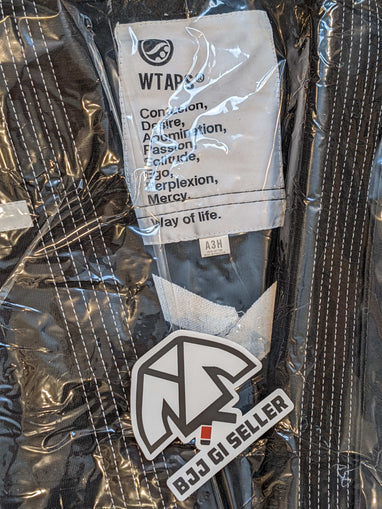 WTAPS®
Confusion,
Desire,
Abomination,
Passion,
Solitude,
Ego,
Perplexion,
Mercy.
Way of life.
A3H
BJJ GI SELLER